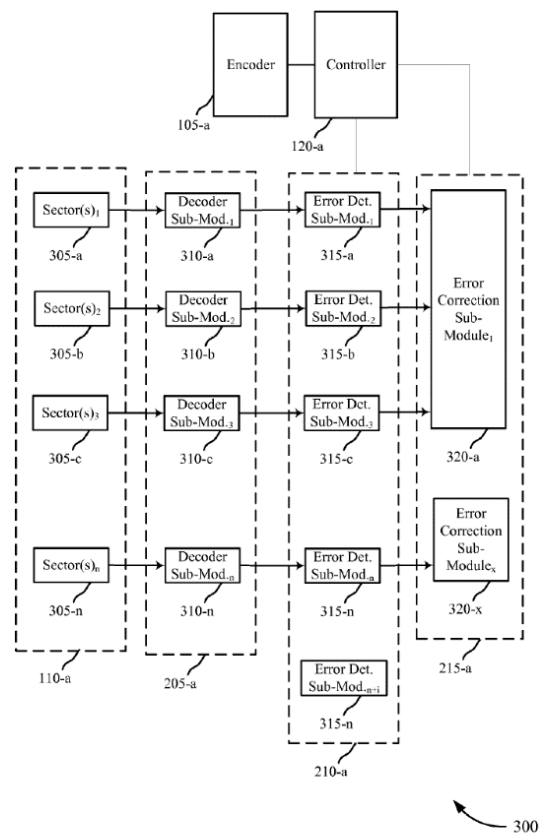 Encoder
Controller
105-a
120-a
Sector(s)1
Decoder
Sub-Mod.1
Error Det.
Sub-Mod.1
305-a
310-a
315-a
Sector(s)2
Decoder
Sub-Mod.2
Error Det.
Sub-Mod.2
305-b
310-b
315-b
Error
Correction
Sub-
Module1
Sector(s)3
Decoder
Sub-Mod.3
Error Det.
Sub-Mod.3
305-c
310-c
315-c
320-a
Sector(s)n
Decoder
Sub-Mod.n
Error Det.
Sub-Mod.n
Error
Correction
Sub-
Modulex
305-n
310-n
315-n
320-x
110-a
205-a
Error Det.
Sub-Mod.n+i
215-a
315-n
210-a
300